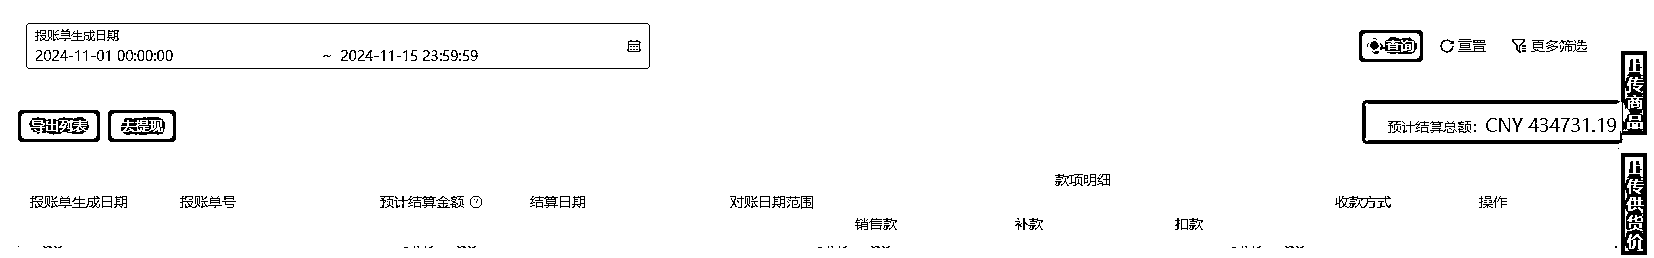 报账单生成日期
2024-11-01 00:00:00 ~ 2024-11-15 23:59:59
查询 重置 更多筛选
导出列表 去提现
预计结算总额: CNY 434731.19
上传商品
上传供货价
款项明细
报账单生成日期 报账单号 预计结算金额 结算日期 对账日期范围 收款方式 操作
销售款 补款 扣款